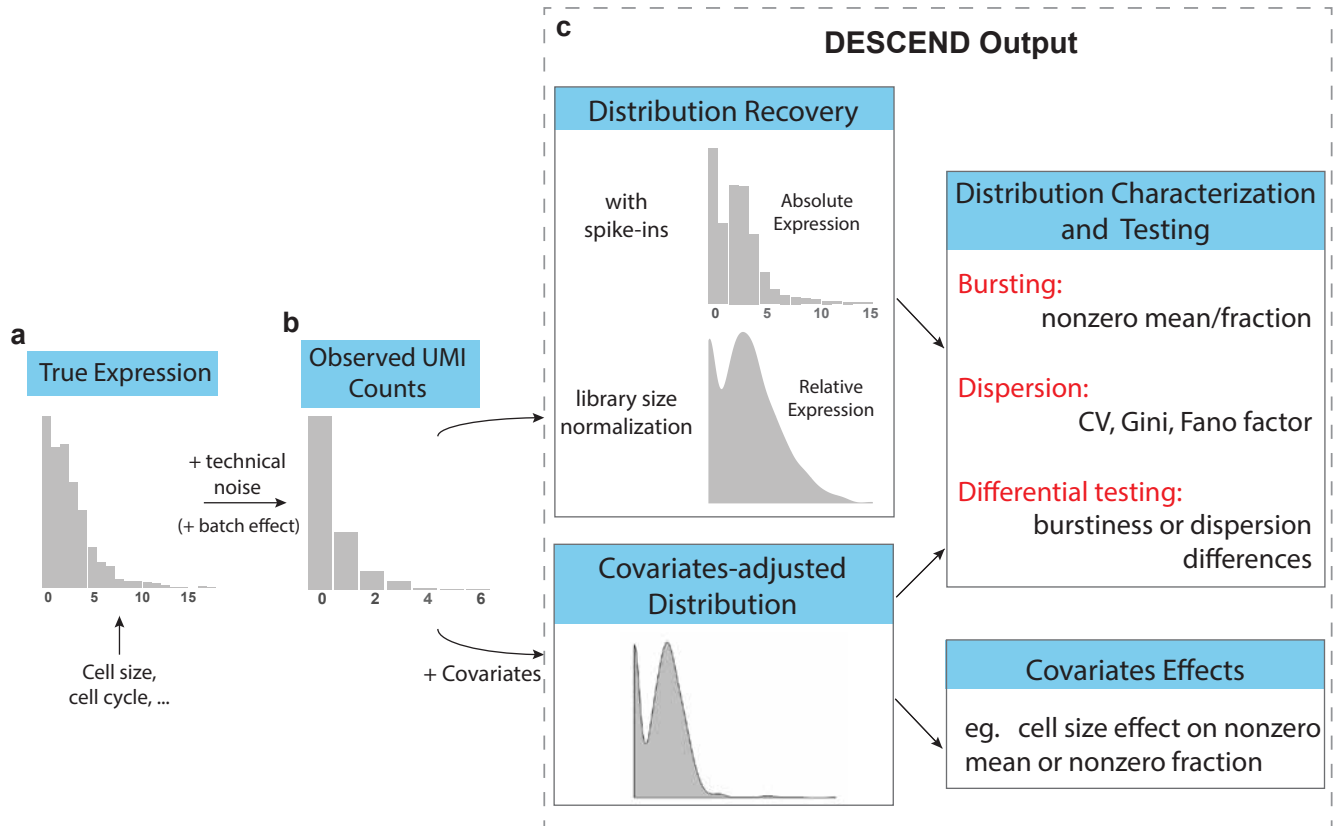 a
True Expression
0 5 10 15
Cell size,
cell cycle, ...
+ technical
noise
(+ batch effect)
b
Observed UMI
Counts
0 2 4 6
+ Covariates
c
DESCEND Output
Distribution Recovery
with
spike-ins
Absolute
Expression
0 5 10 15
library size
normalization
Relative
Expression
Covariates-adjusted
Distribution
Distribution Characterization
and Testing
Bursting:
nonzero mean/fraction
Dispersion:
CV, Gini, Fano factor
Differential testing:
burstiness or dispersion
differences
Covariates Effects
eg. cell size effect on nonzero
mean or nonzero fraction